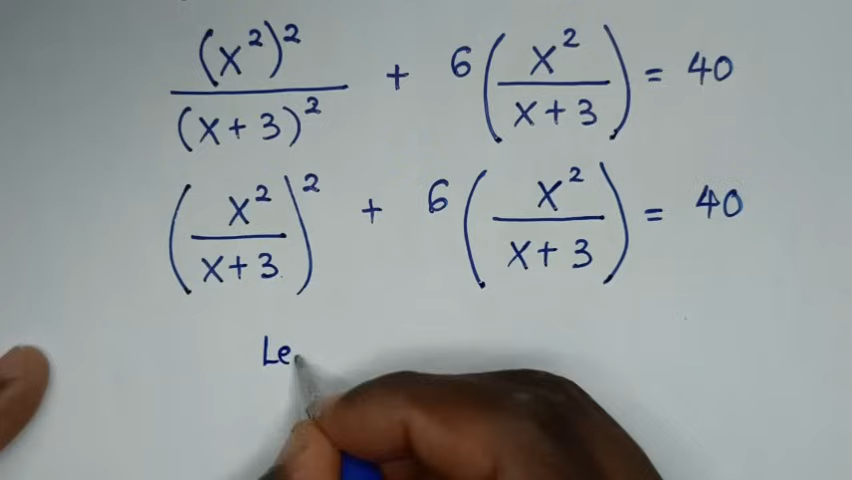 (x²)²/(x+3)² + 6(x²/(x+3)) = 40
(x²/(x+3))² + 6(x²/(x+3)) = 40
Le